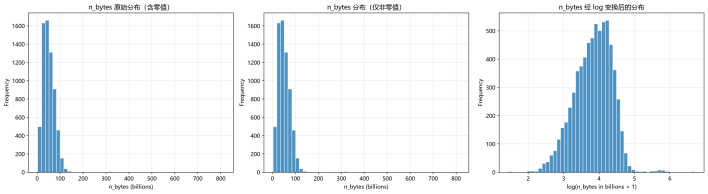 n_bytes 原始分布（含零值）
Frequency
1600
1400
1200
1000
800
600
400
200
0
0 100 200 300 400 500 600 700 800
n_bytes (billions)
n_bytes 分布（仅非零值）
Frequency
1600
1400
1200
1000
800
600
400
200
0
0 100 200 300 400 500 600 700 800
n_bytes (billions)
n_bytes 经 log 变换后的分布
Frequency
500
400
300
200
100
0
2 3 4 5 6
log(n_bytes in billions + 1)